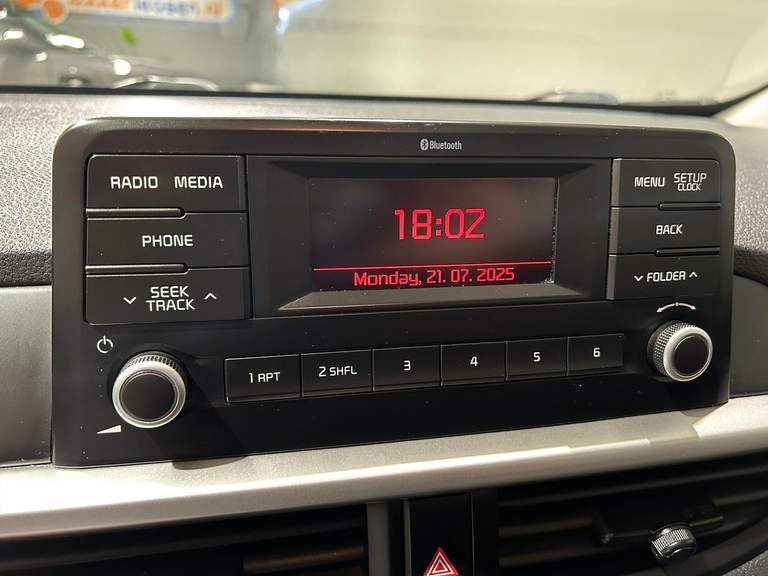 Bluetooth
RADIO MEDIA
PHONE
SEEK
TRACK
18:02
Monday, 21. 07. 2025
MENU SETUP
CLOCK
BACK
FOLDER
1 RPT
2 SHFL
3
4
5
6